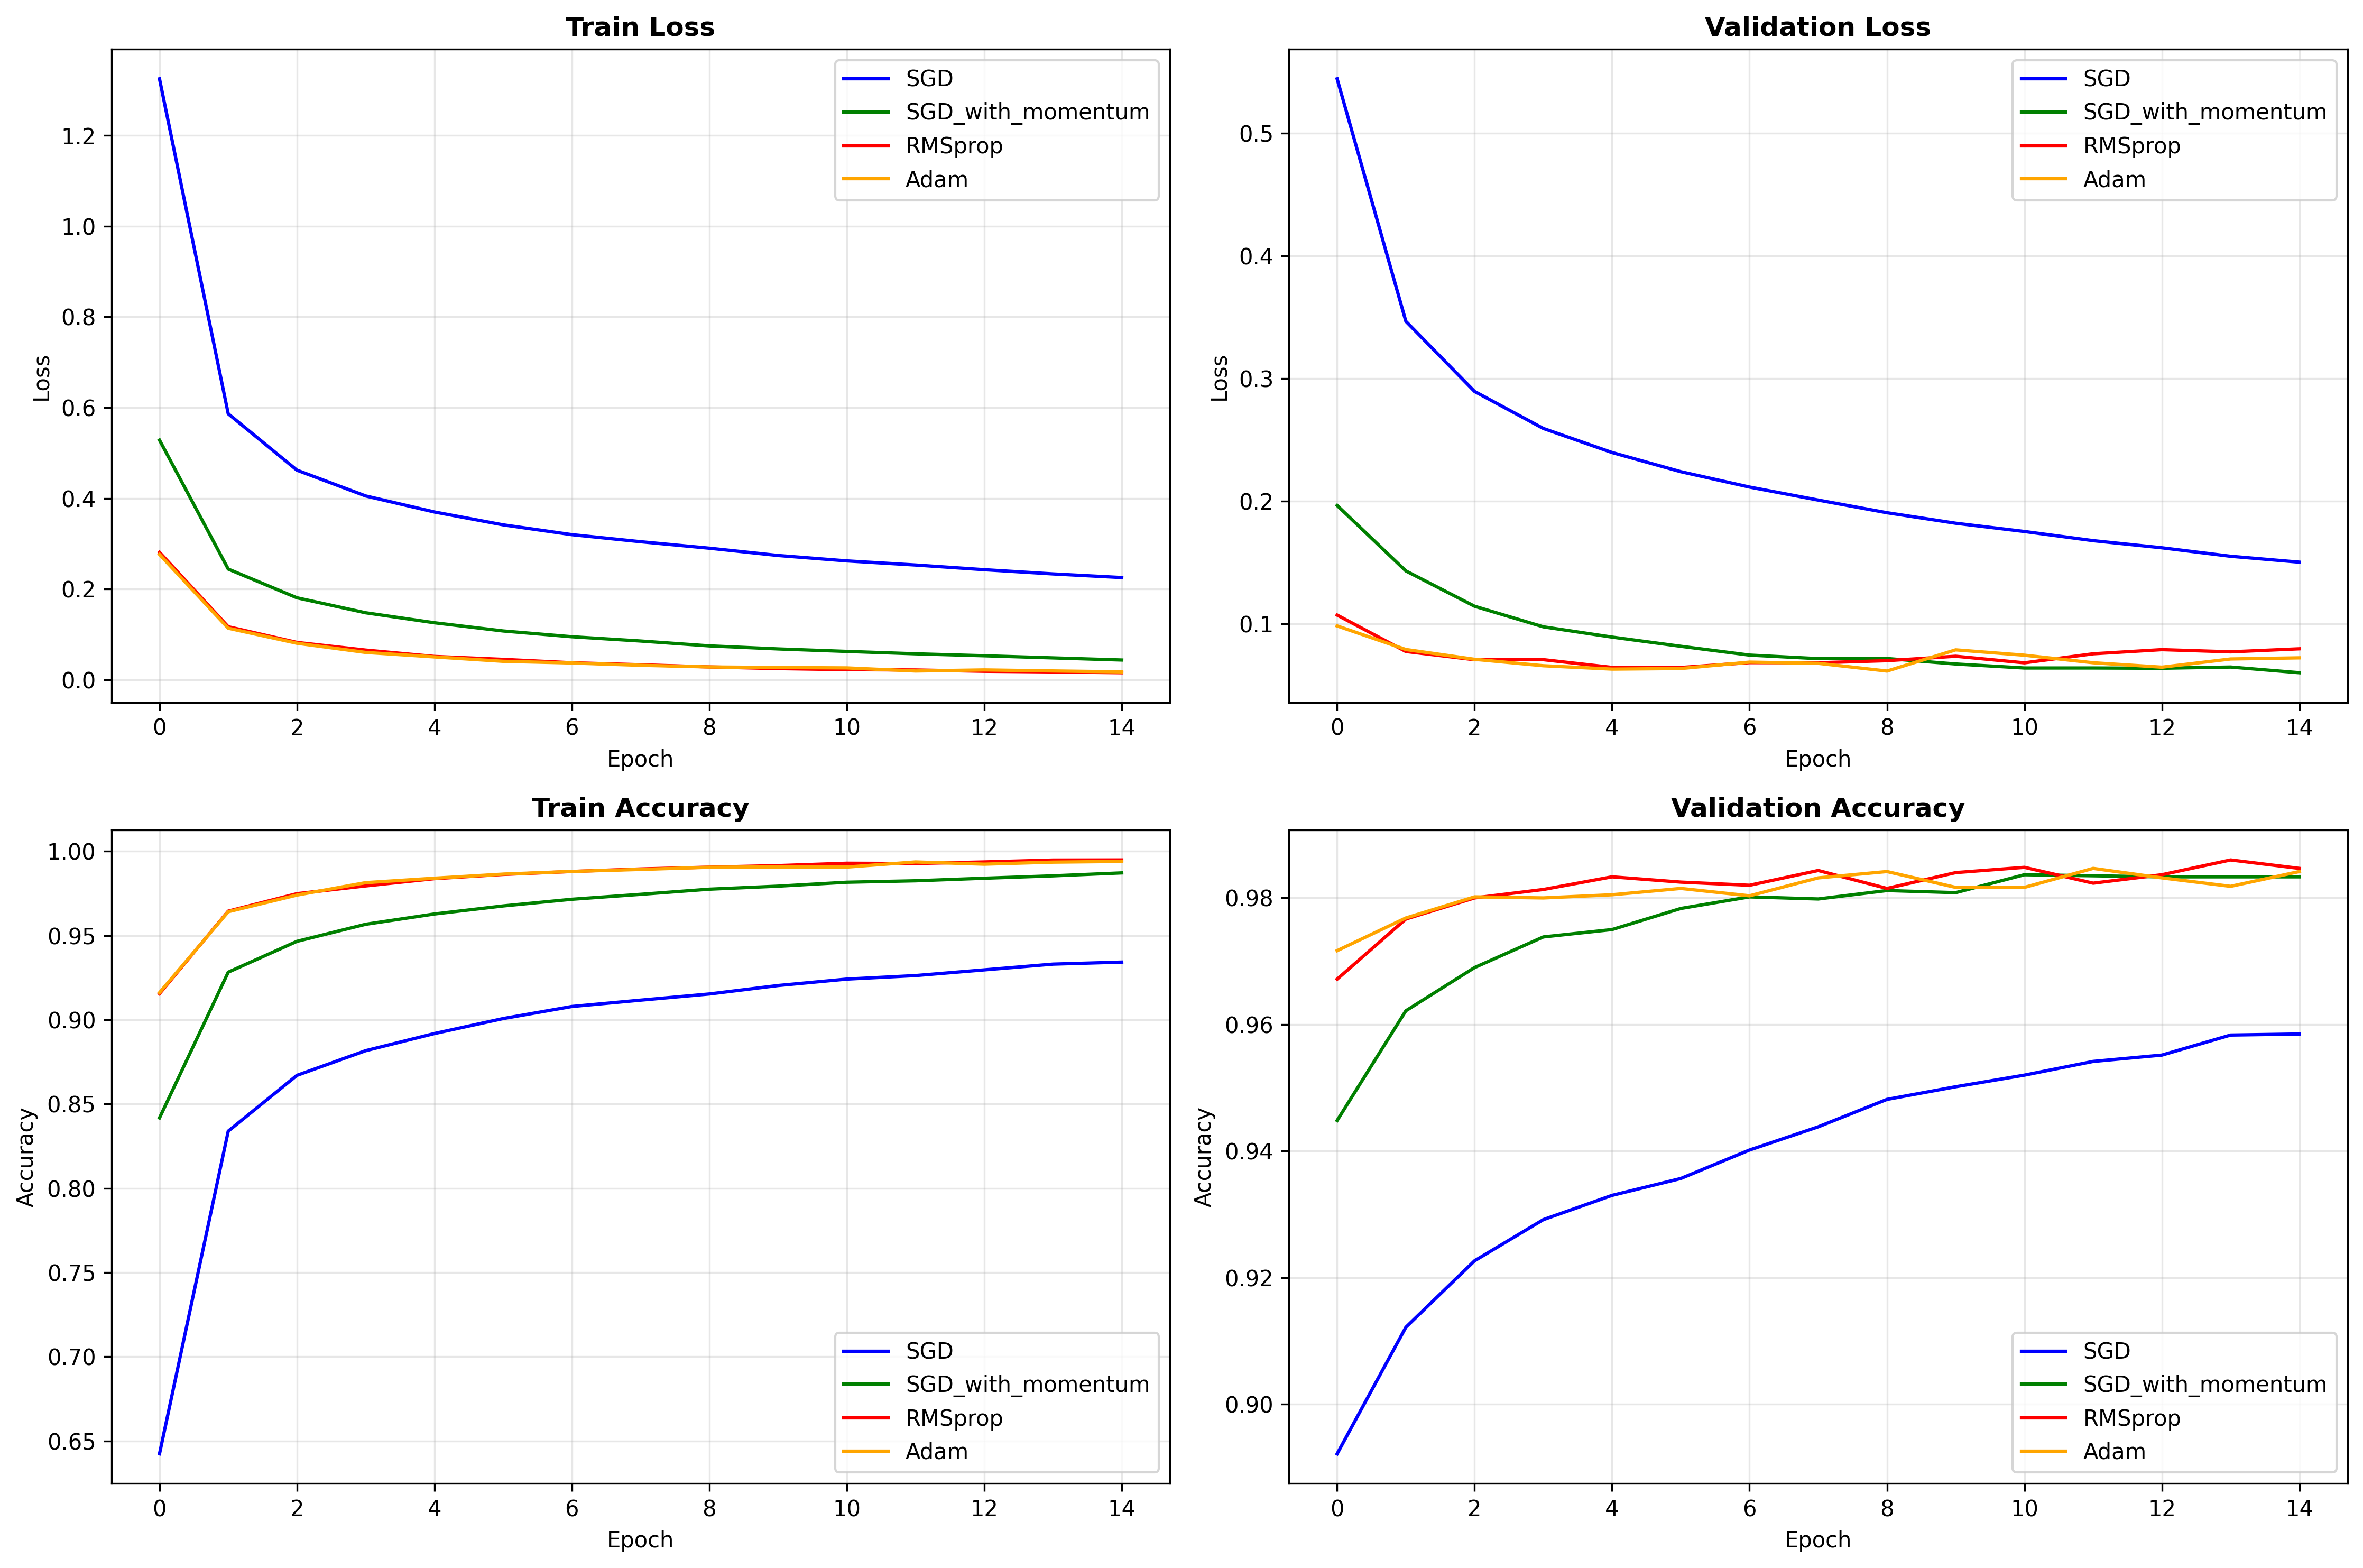 Train Loss
Loss
1.2
1.0
0.8
0.6
0.4
0.2
0.0
SGD
SGD_with_momentum
RMSprop
Adam
0 2 4 6 8 10 12 14
Epoch
Validation Loss
Loss
0.5
0.4
0.3
0.2
0.1
SGD
SGD_with_momentum
RMSprop
Adam
0 2 4 6 8 10 12 14
Epoch
Train Accuracy
Accuracy
1.00
0.95
0.90
0.85
0.80
0.75
0.70
0.65
SGD
SGD_with_momentum
RMSprop
Adam
0 2 4 6 8 10 12 14
Epoch
Validation Accuracy
Accuracy
0.98
0.96
0.94
0.92
0.90
SGD
SGD_with_momentum
RMSprop
Adam
0 2 4 6 8 10 12 14
Epoch